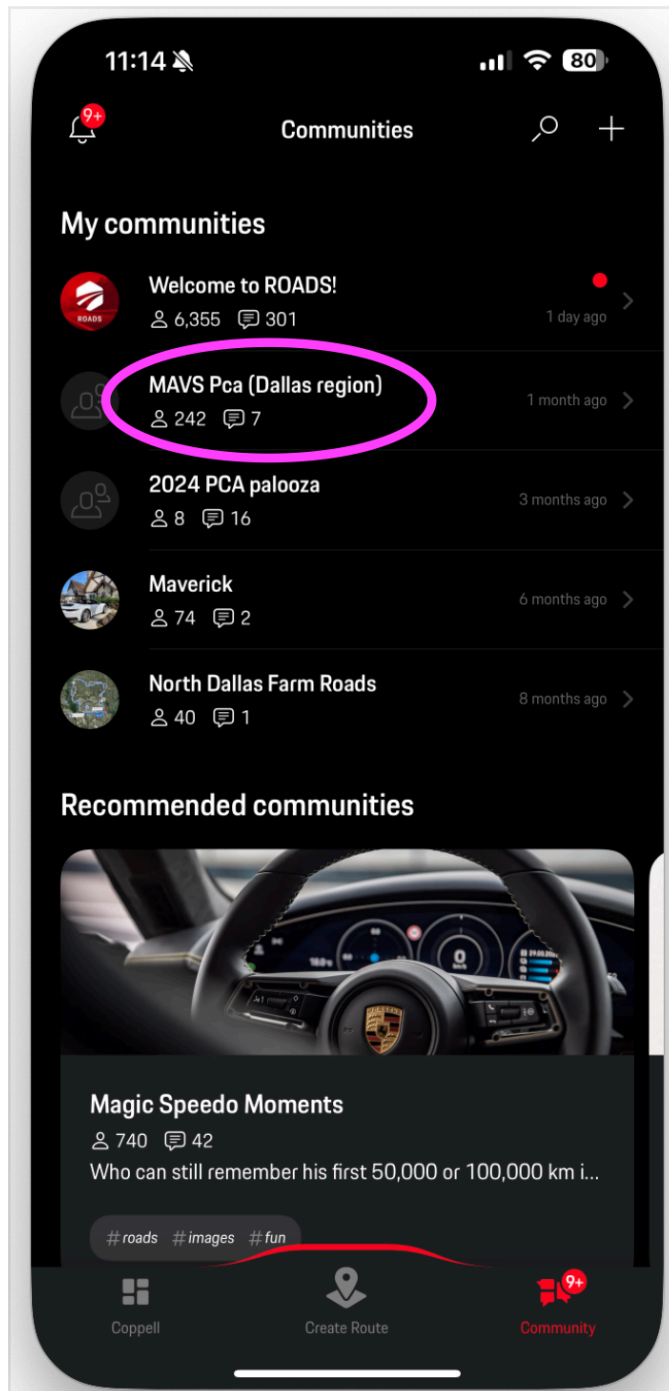 11:14
80
9+
Communities
My communities
Welcome to ROADS!
ROADS
6,355 301
1 day ago
MAVS Pca (Dallas region)
242 7
1 month ago
2024 PCA palooza
8 16
3 months ago
Maverick
74 2
6 months ago
North Dallas Farm Roads
40 1
8 months ago
Recommended communities
0
Magic Speedo Moments
740 42
Who can still remember his first 50,000 or 100,000 km i...
#roads #images #fun
9+
Coppell
Create Route
Community